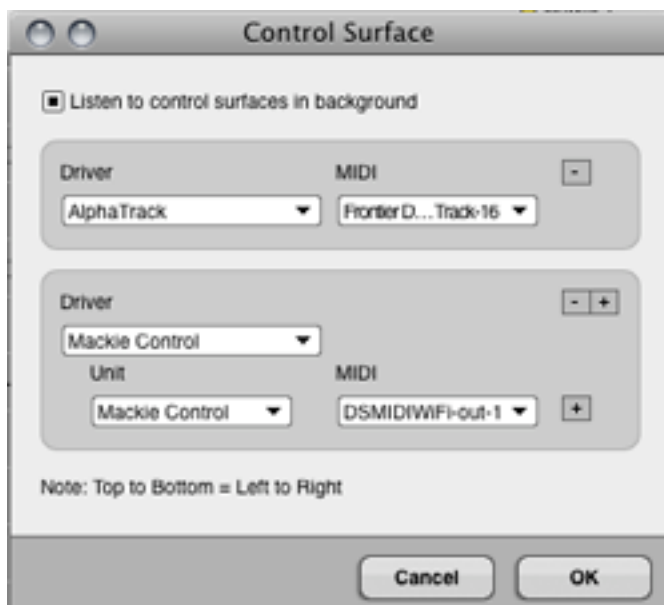 Control Surface
Listen to control surfaces in background
Driver MIDI -
AlphaTrack Frontier D...Track-16
Driver - +
Mackie Control
Unit MIDI
Mackie Control DSMIDIWiFi-out-1 +
Note: Top to Bottom = Left to Right
Cancel OK